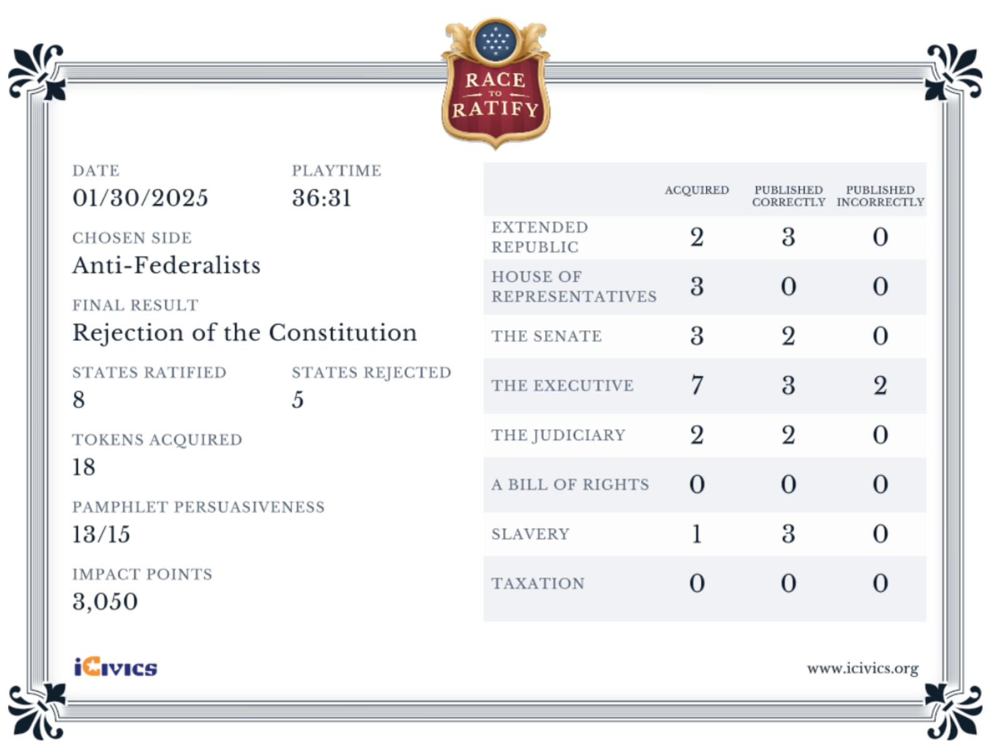 RACE
TO
RATIFY
DATE
01/30/2025
PLAYTIME
36:31
CHOSEN SIDE
Anti-Federalists
FINAL RESULT
Rejection of the Constitution
STATES RATIFIED
8
STATES REJECTED
5
TOKENS ACQUIRED
18
PAMPHLET PERSUASIVENESS
13/15
IMPACT POINTS
3,050
ACQUIRED
PUBLISHED
CORRECTLY
PUBLISHED
INCORRECTLY
EXTENDED
REPUBLIC
2 3 0
HOUSE OF
REPRESENTATIVES
3 0 0
THE SENATE 3 2 0
THE EXECUTIVE 7 3 2
THE JUDICIARY 2 2 0
A BILL OF RIGHTS 0 0 0
SLAVERY 1 3 0
TAXATION 0 0 0
iCIVICS
www.icivics.org